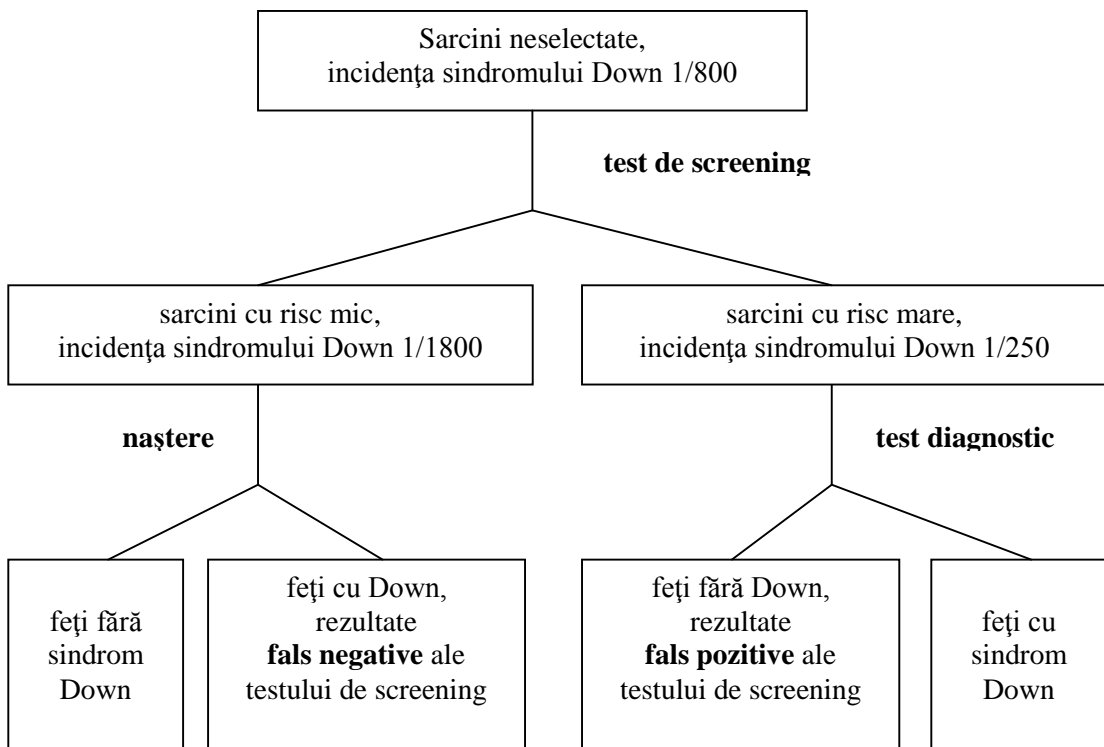 Sarcini neselectate,
incidenţa sindromului Down 1/800
test de screening
sarcini cu risc mic,
incidenţa sindromului Down 1/1800
sarcini cu risc mare,
incidenţa sindromului Down 1/250
naştere
test diagnostic
feţi fără
sindrom
Down
feţi cu Down,
rezultate
fals negative ale
testului de screening
feţi fără Down,
rezultate
fals pozitive ale
testului de screening
feţi cu
sindrom
Down